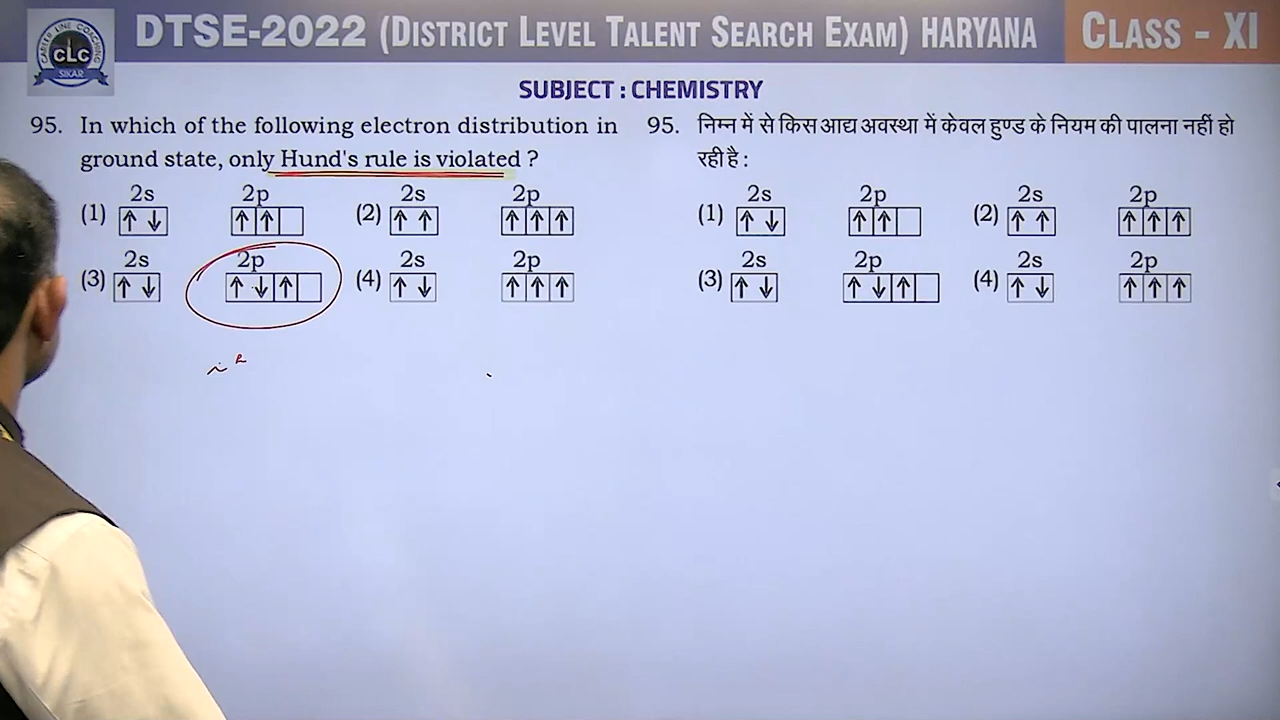 DTSE-2022 (DISTRICT LEVEL TALENT SEARCH EXAM) HARYANA
CLASS - XI
CAREER LINE COACHING
CLC
SIKAR
SUBJECT : CHEMISTRY
95. In which of the following electron distribution in
ground state, only Hund's rule is violated ?
2s 2p 2s 2p
(1) ↑ ↓ ↑ ↑ (2) ↑ ↑ ↑ ↑ ↑
2s 2p 2s 2p
(3) ↑ ↓ ↑ ↓ ↑ (4) ↑ ↓ ↑ ↑ ↑
95. निम्न में से किस आद्य अवस्था में केवल हुण्ड के नियम की पालना नहीं हो
रही है :
2s 2p 2s 2p
(1) ↑ ↓ ↑ ↑ (2) ↑ ↑ ↑ ↑ ↑
2s 2p 2s 2p
(3) ↑ ↓ ↑ ↓ ↑ (4) ↑ ↓ ↑ ↑ ↑